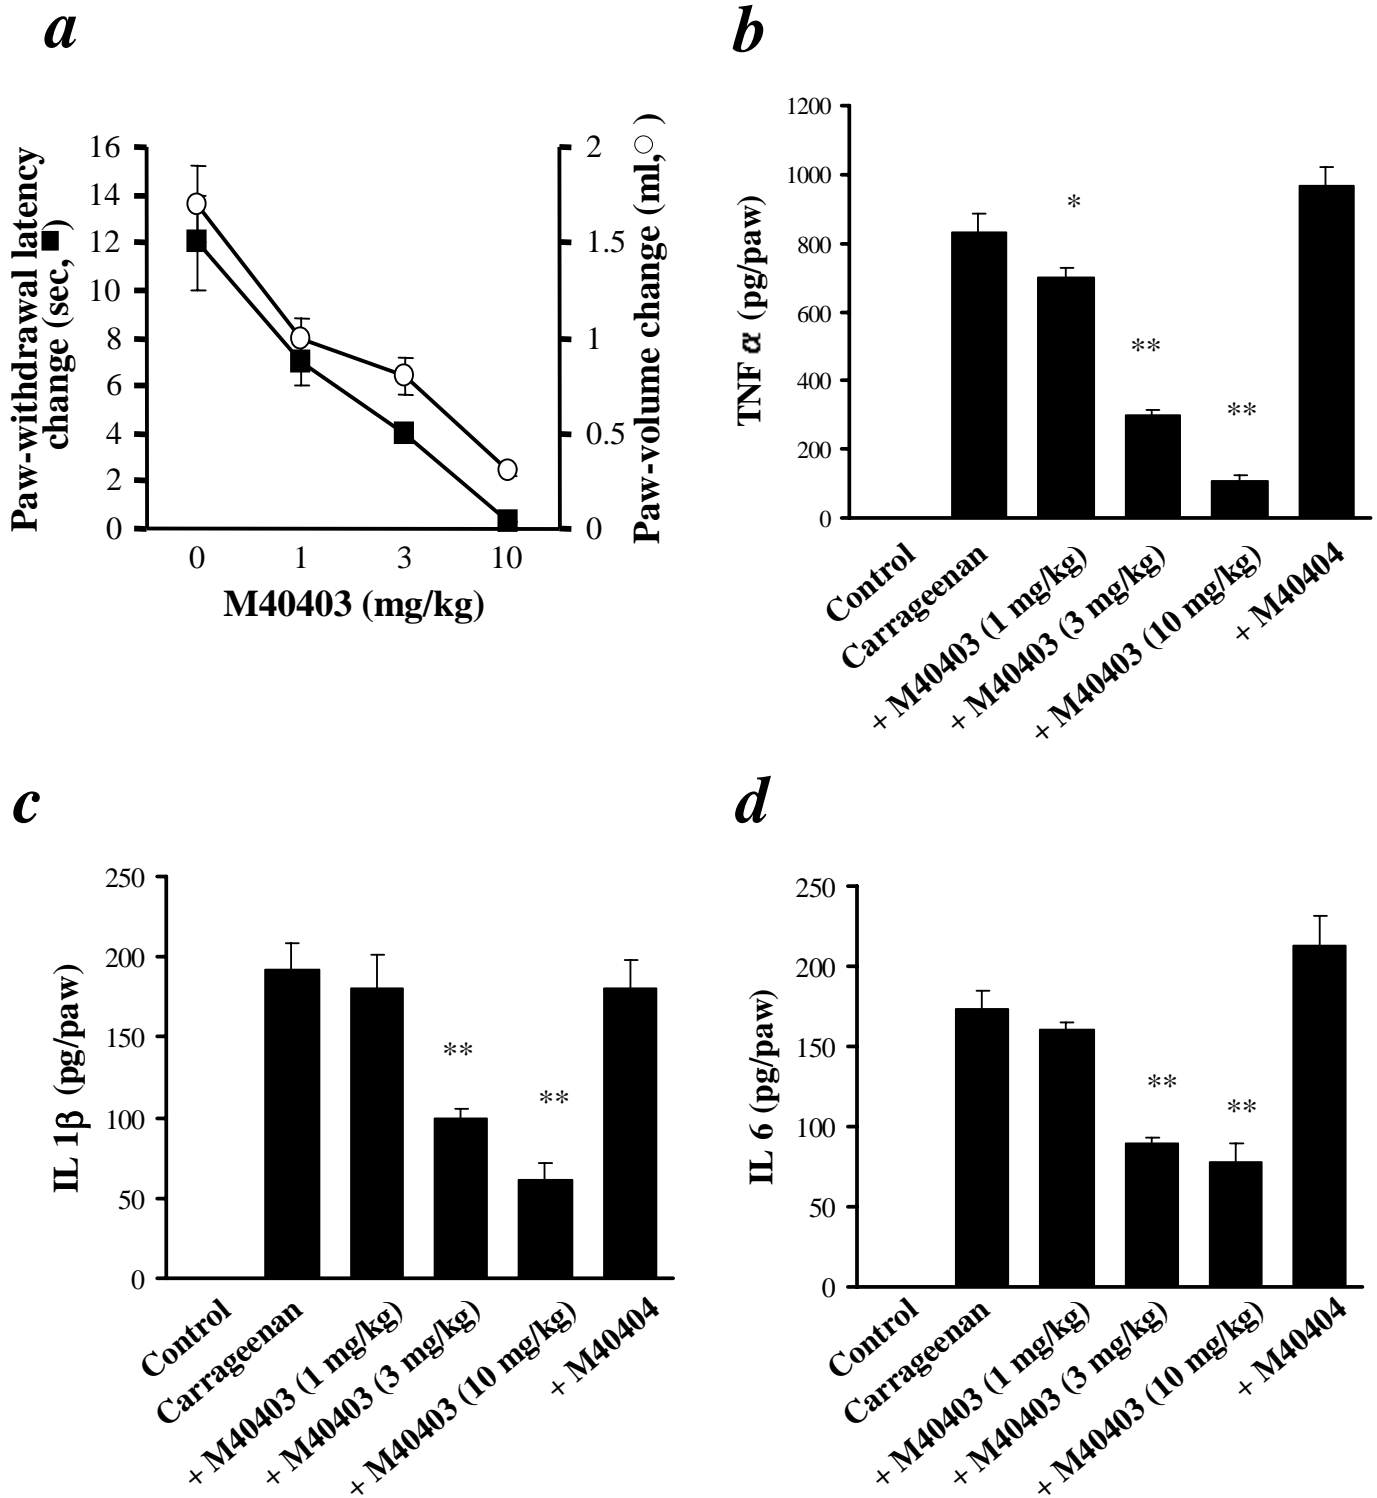 a
Paw-withdrawal latency
change (sec, ■)
16
14
12
10
8
6
4
2
0
2
1.5
1
0.5
0
Paw-volume change (ml, ○)
0 1 3 10
M40403 (mg/kg)
b
TNF α (pg/paw)
1200
1000
800
600
400
200
0
*
**
**
Control
Carrageenan
+ M40403 (1 mg/kg)
+ M40403 (3 mg/kg)
+ M40403 (10 mg/kg)
+ M40404
c
IL 1β (pg/paw)
250
200
150
100
50
0
**
**
Control
Carrageenan
+ M40403 (1 mg/kg)
+ M40403 (3 mg/kg)
+ M40403 (10 mg/kg)
+ M40404
d
IL 6 (pg/paw)
250
200
150
100
50
0
**
**
Control
Carrageenan
+ M40403 (1 mg/kg)
+ M40403 (3 mg/kg)
+ M40403 (10 mg/kg)
+ M40404